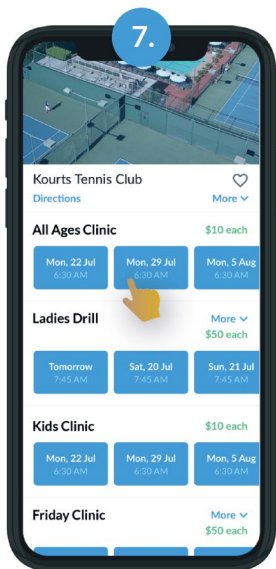 7.
Kourts Tennis Club
Directions More
All Ages Clinic $10 each
Mon, 22 Jul Mon, 29 Jul Mon, 5 Aug
6:30 AM 6:30 AM 6:30 AM
Ladies Drill More
$50 each
Tomorrow Sat, 20 Jul Sun, 21 Jul
7:45 AM 7:45 AM 7:45 AM
Kids Clinic $10 each
Mon, 22 Jul Mon, 29 Jul Mon, 5 Aug
6:30 AM 6:30 AM 6:30 AM
Friday Clinic More
$50 each